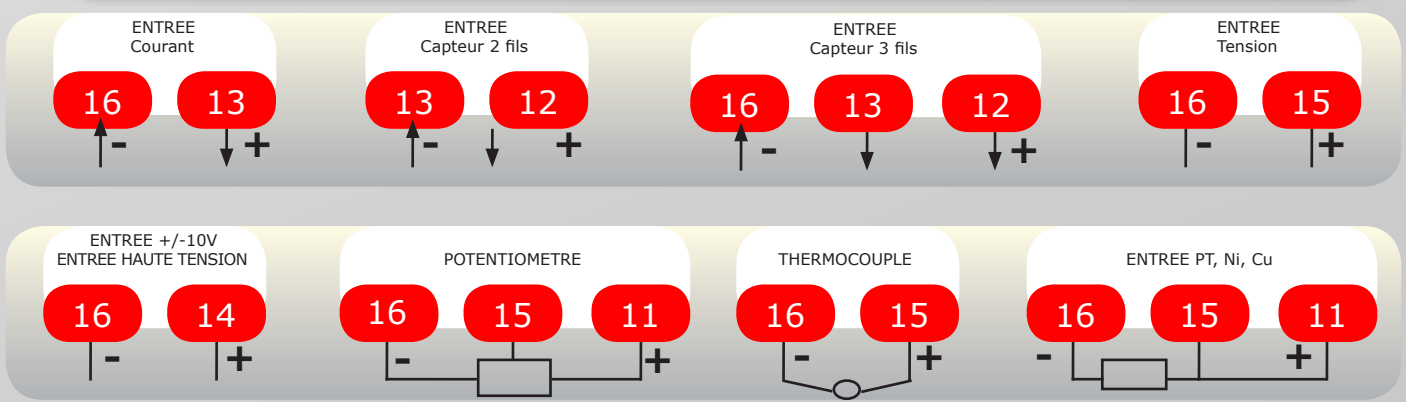 ENTREE
Courant
16 13
- +
ENTREE
Capteur 2 fils
13 12
- +
ENTREE
Capteur 3 fils
16 13 12
- +
ENTREE
Tension
16 15
- +
ENTREE +/-10V
ENTREE HAUTE TENSION
16 14
- +
POTENTIOMETRE
16 15 11
- +
THERMOCOUPLE
16 15
- +
ENTREE PT, Ni, Cu
16 15 11
- +